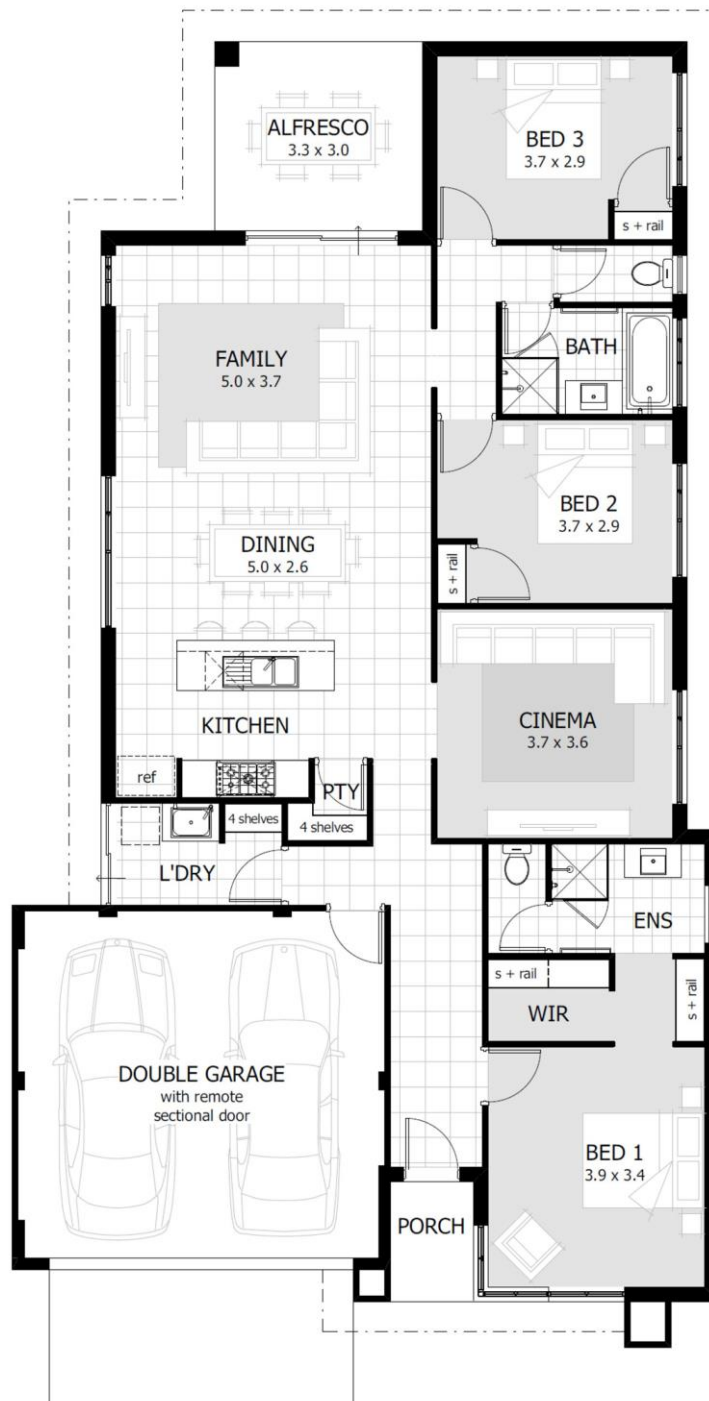 ALFRESCO
3.3 x 3.0
BED 3
3.7 x 2.9
s + rail
BATH
FAMILY
5.0 x 3.7
BED 2
3.7 x 2.9
s + rail
DINING
5.0 x 2.6
KITCHEN
CINEMA
3.7 x 3.6
ref
PTY
4 shelves
4 shelves
L'DRY
ENS
s + rail
s + rail
WIR
DOUBLE GARAGE
with remote
sectional door
BED 1
3.9 x 3.4
PORCH